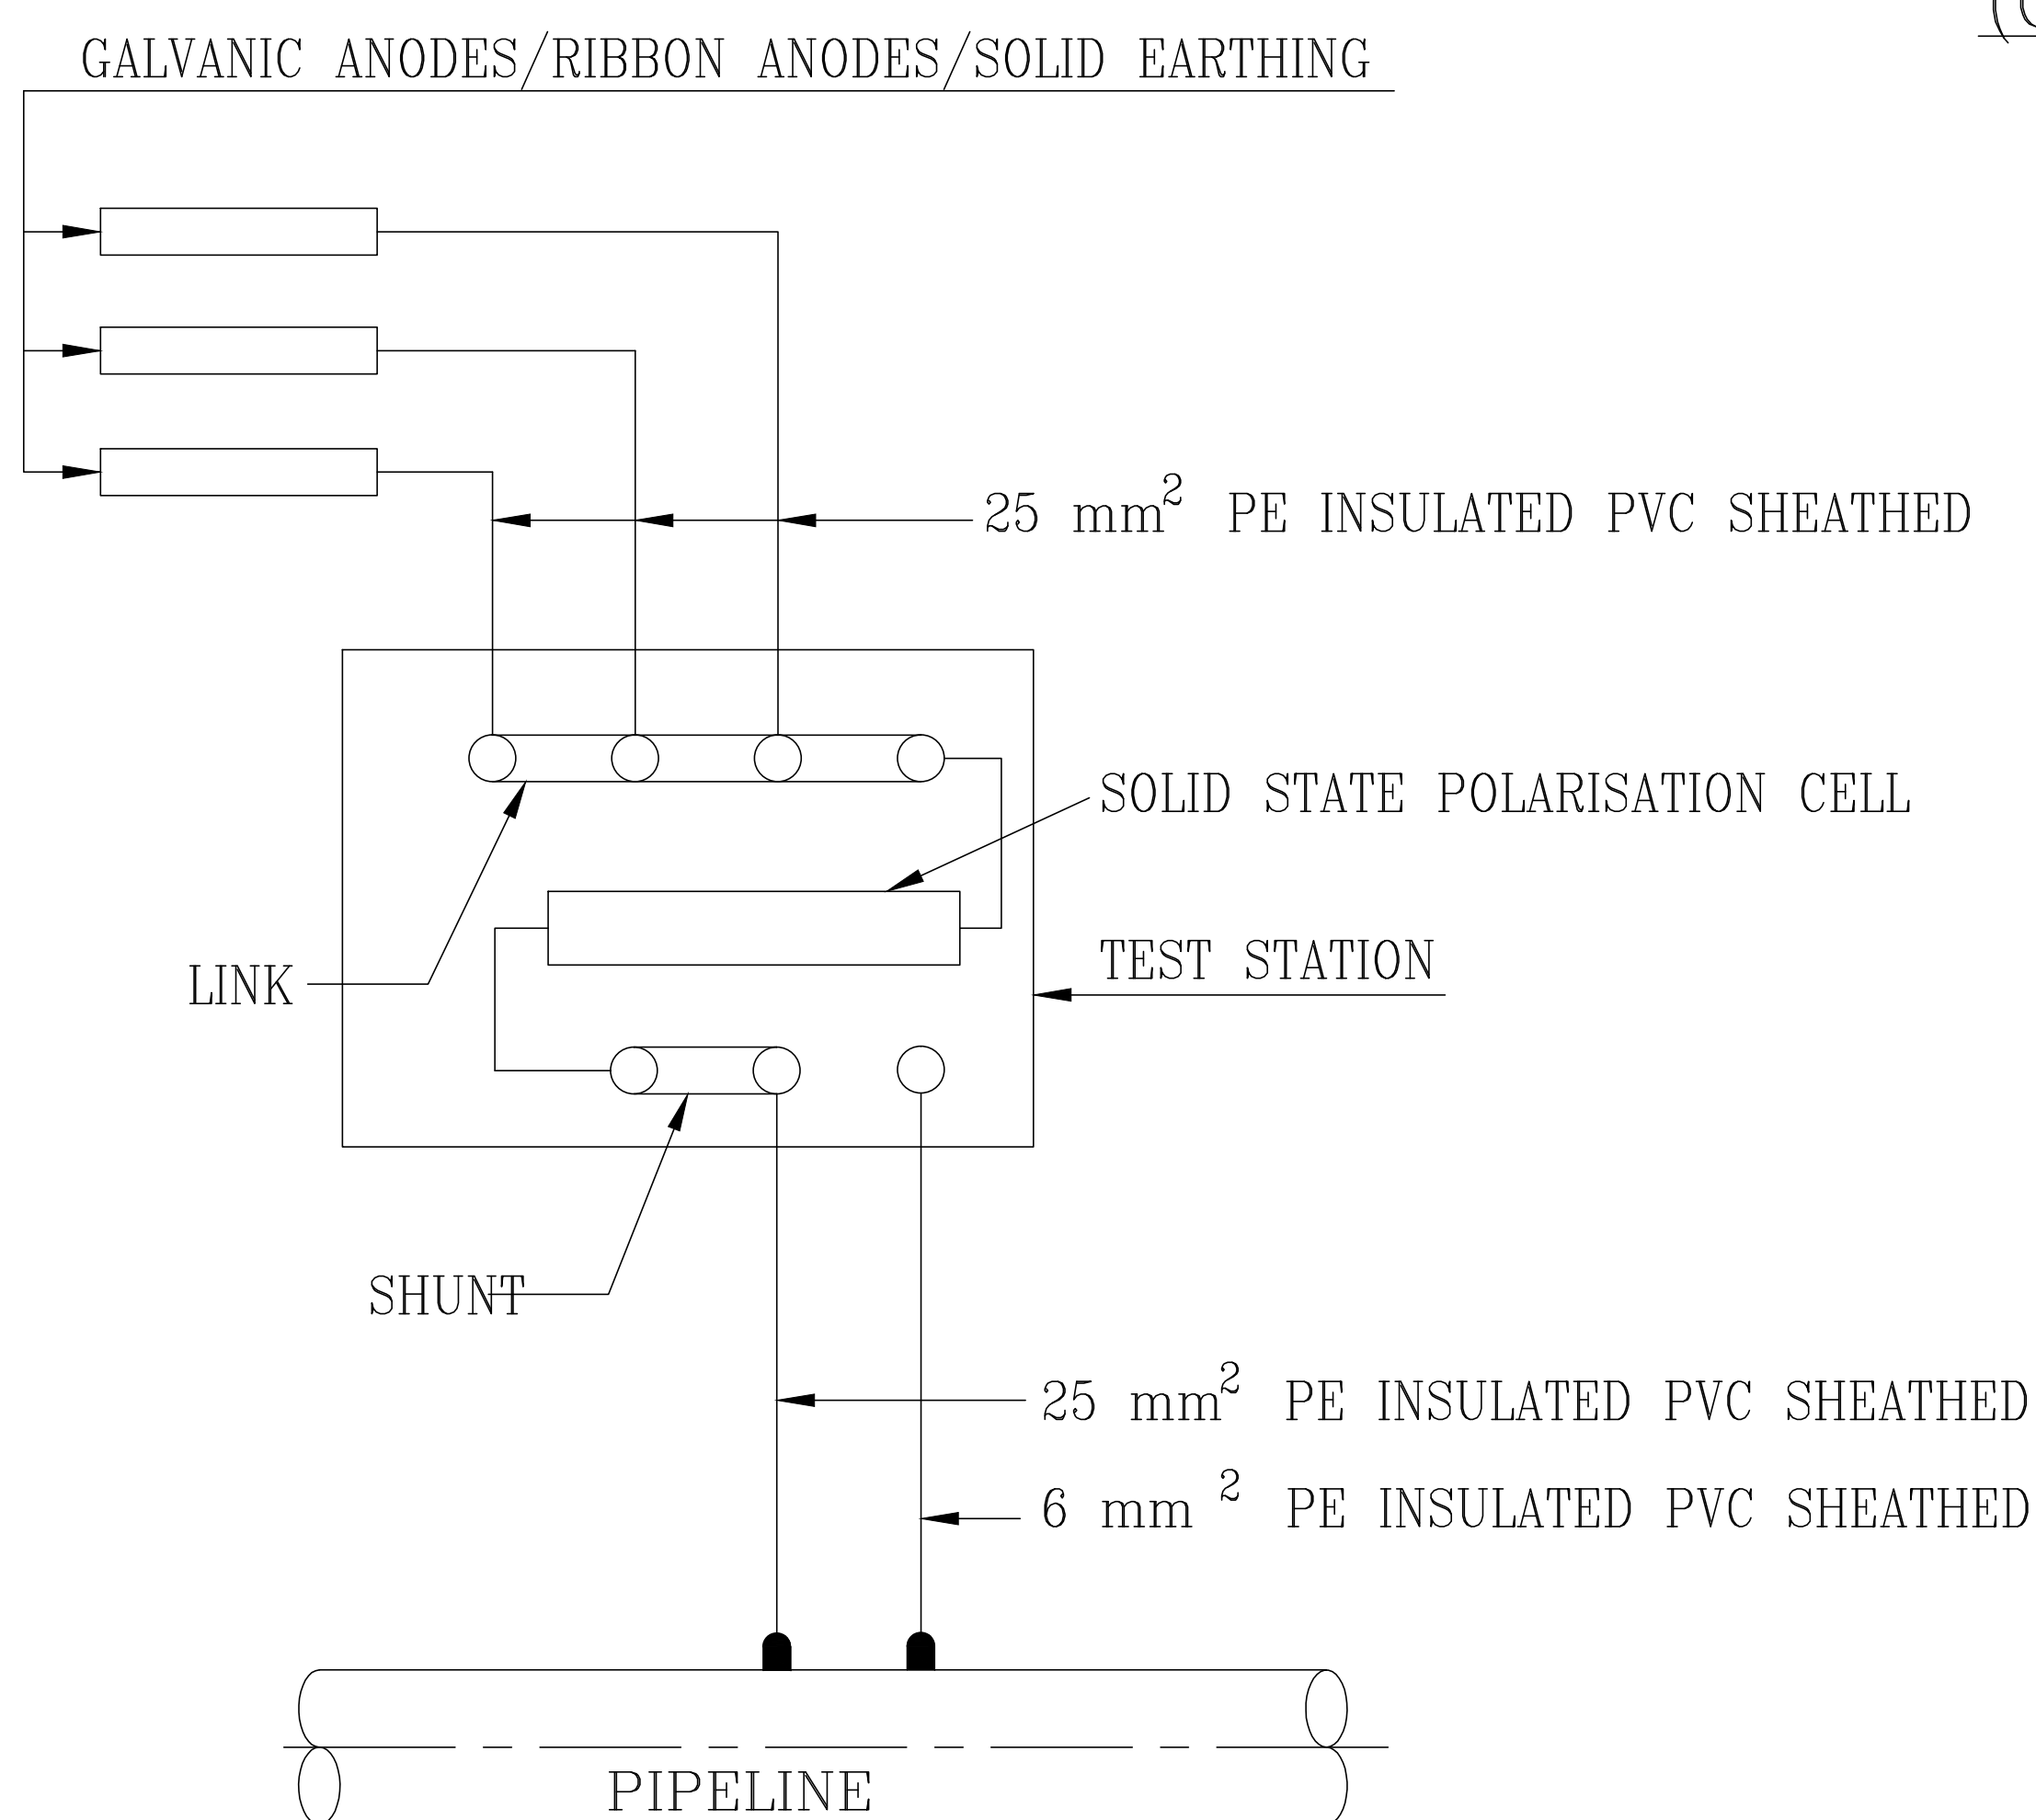 GALVANIC ANODES/RIBBON ANODES/SOLID EARTHING
25 mm² PE INSULATED PVC SHEATHED
SOLID STATE POLARISATION CELL
TEST STATION
LINK
SHUNT
25 mm² PE INSULATED PVC SHEATHED
6 mm ² PE INSULATED PVC SHEATHED
PIPELINE